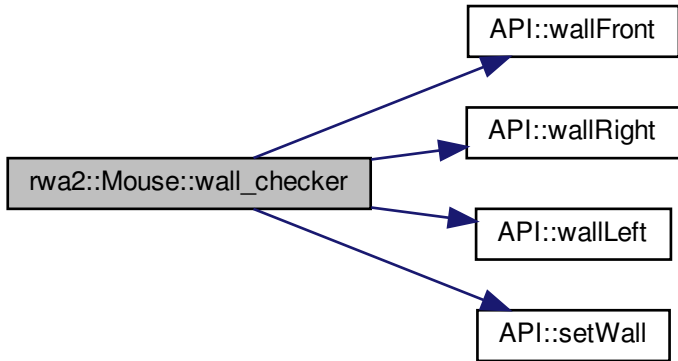 API::wallFront
API::wallRight
rwa2::Mouse::wall_checker
API::wallLeft
API::setWall